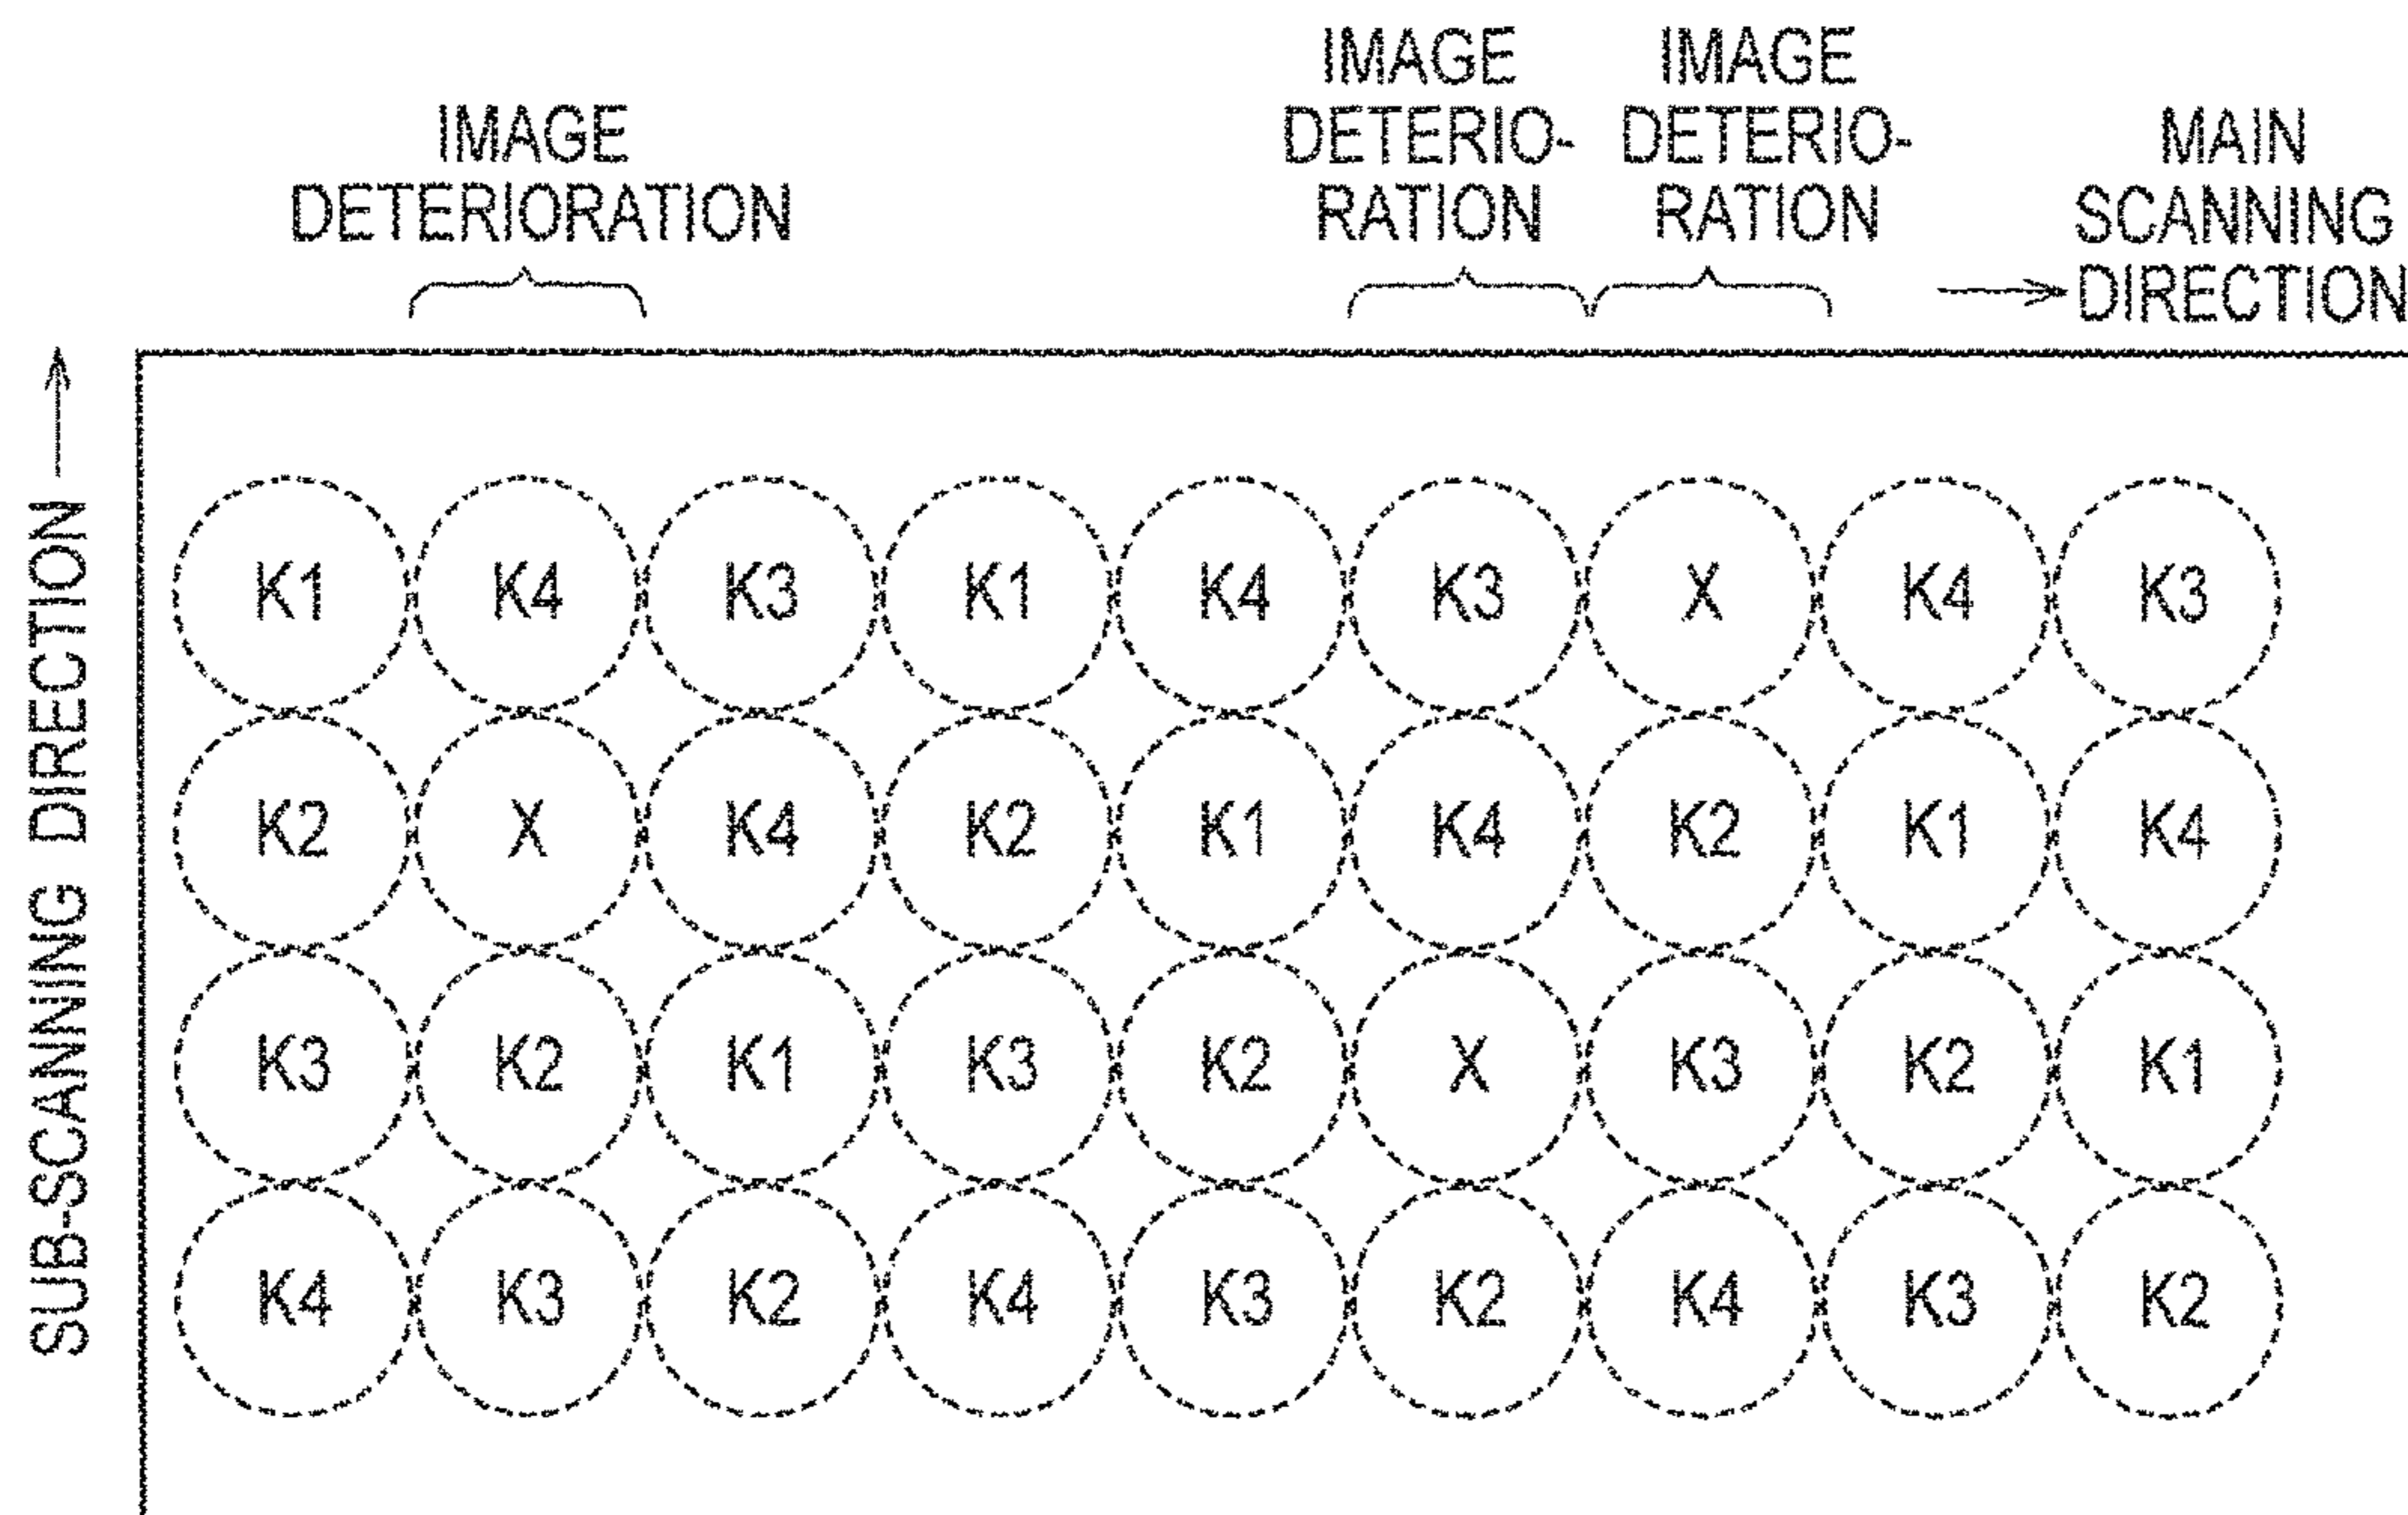 IMAGE
DETERIORATION
IMAGE
DETERIO-
RATION
IMAGE
DETERIO-
RATION
MAIN
SCANNING
DIRECTION
SUB-SCANNING DIRECTION
K1 K4 K3 K1 K4 K3 X K4 K3
K2 X K4 K2 K1 K4 K2 K1 K4
K3 K2 K1 K3 K2 X K3 K2 K1
K4 K3 K2 K4 K3 K2 K4 K3 K2